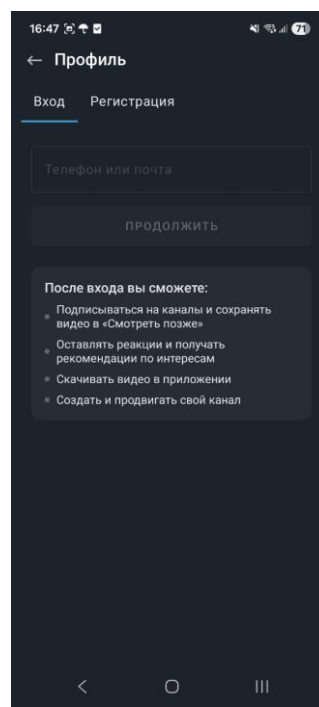 16:47
71
Профиль
Вход Регистрация
Телефон или почта
ПРОДОЛЖИТЬ
После входа вы сможете:
Подписываться на каналы и сохранять
видео в «Смотреть позже»
Оставлять реакции и получать
рекомендации по интересам
Скачивать видео в приложении
Создать и продвигать свой канал